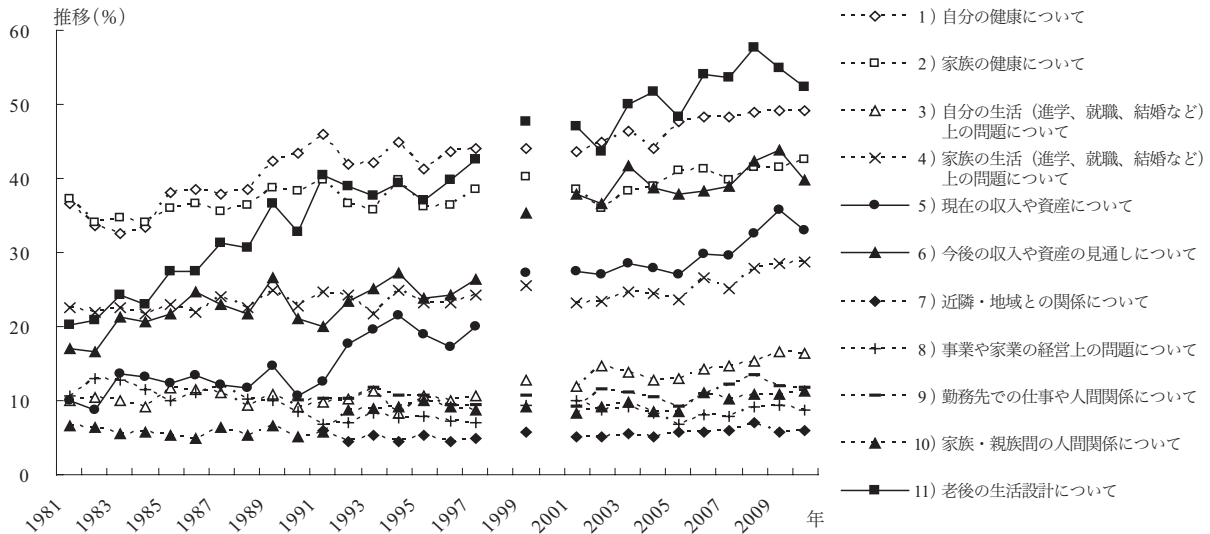 推移(%)
60
50
40
30
20
10
0
1981
1983
1985
1987
1989
1991
1993
1995
1997
1999
2001
2003
2005
2007
2009
年
1)自分の健康について
2)家族の健康について
3)自分の生活(進学、就職、結婚など)
上の問題について
4)家族の生活(進学、就職、結婚など)
上の問題について
5)現在の収入や資産について
6)今後の収入や資産の見通しについて
7)近隣・地域との関係について
8)事業や家業の経営上の問題について
9)勤務先での仕事や人間関係について
10)家族・親族間の人間関係について
11)老後の生活設計について